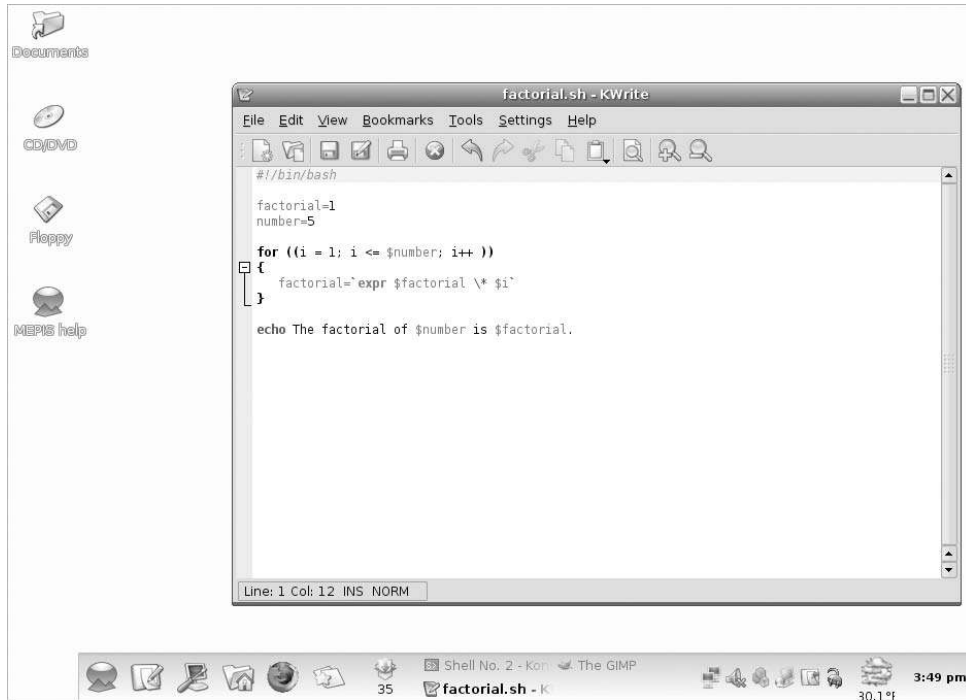 Documents
CD/DVD
Floppy
MEPIS help
factorial.sh - KWrite
File Edit View Bookmarks Tools Settings Help
#!/bin/bash
factorial=1
number=5
for ((i = 1; i <= $number; i++ ))
{
factorial=`expr $factorial \* $i`
}
echo The factorial of $number is $factorial.
Line: 1 Col: 12 INS NORM
35
Shell No. 2 - Kon
The GIMP
factorial.sh - K
30.1°F
3:49 pm